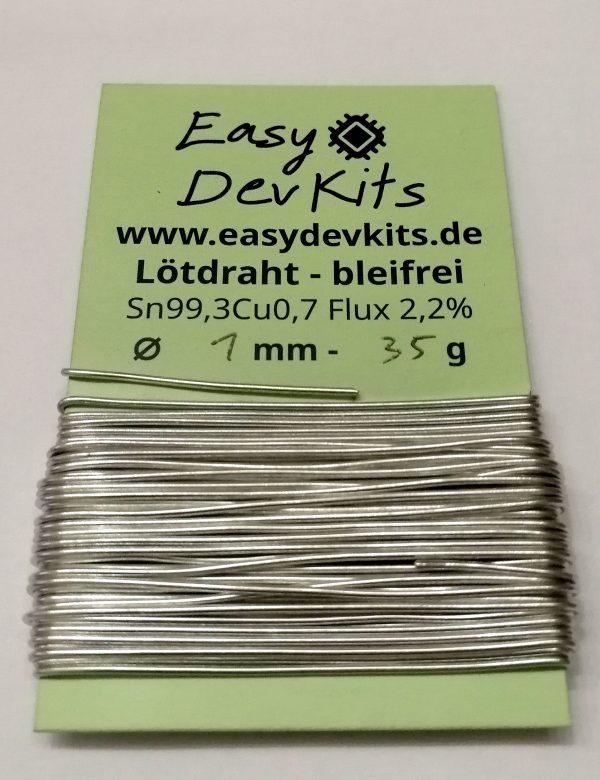 Easy
DevKits
www.easydevkits.de
Lötdraht - bleifrei
Sn99,3Cu0,7 Flux 2,2%
Ø 1 mm - 35 g